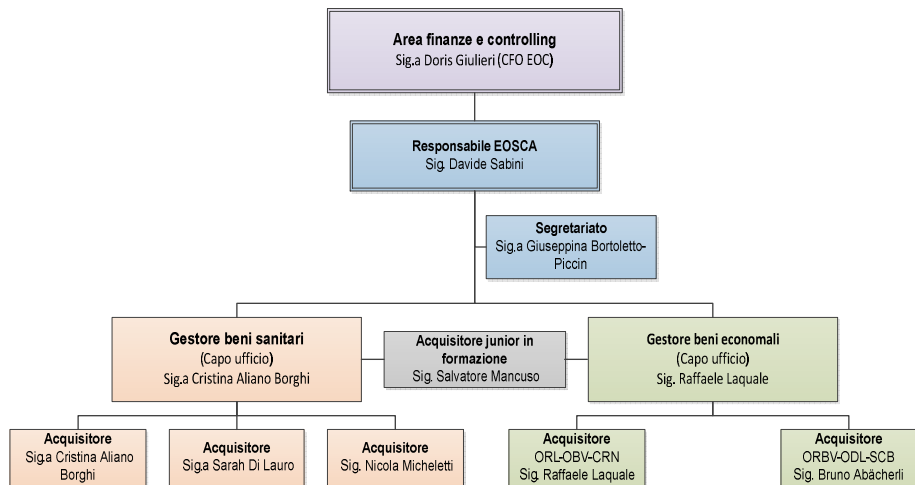 Area finanze e controlling
Sig.a Doris Giulieri (CFO EOC)
Responsabile EOSCA
Sig. Davide Sabini
Segretariato
Sig.a Giuseppina Bortoletto-
Piccin
Gestore beni sanitari
(Capo ufficio)
Sig.a Cristina Aliano Borghi
Acquisitore junior in
formazione
Sig. Salvatore Mancuso
Gestore beni economali
(Capo ufficio)
Sig. Raffaele Laquale
Acquisitore
Sig.a Cristina Aliano
Borghi
Acquisitore
Sig.a Sarah Di Lauro
Acquisitore
Sig. Nicola Micheletti
Acquisitore
ORL-OBV-CRN
Sig. Raffaele Laquale
Acquisitore
ORBV-ODL-SCB
Sig. Bruno Abächerli